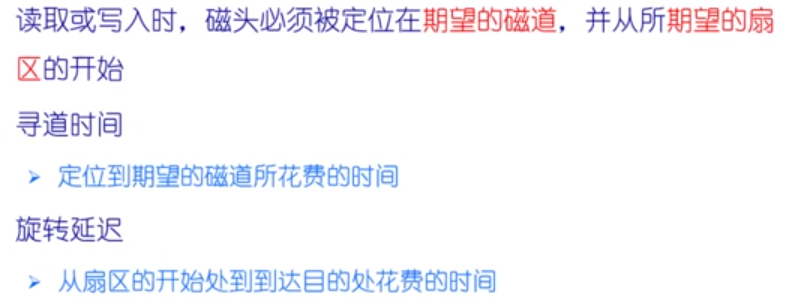 读取或写入时，磁头必须被定位在期望的磁道，并从所期望的扇
区的开始
寻道时间
➢ 定位到期望的磁道所花费的时间
旋转延迟
➢ 从扇区的开始处到到达目的处花费的时间